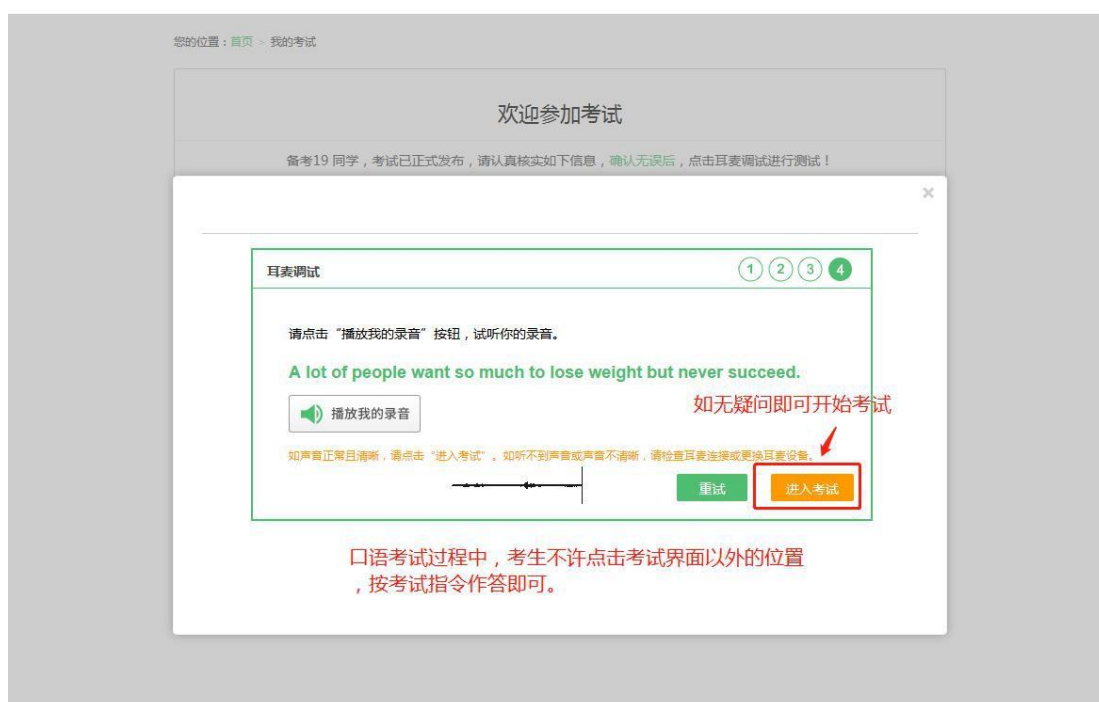 您的位置：首页 > 我的考试
欢迎参加考试
备考19 同学，考试已正式发布，请认真核实如下信息，确认无误后，点击耳麦调试进行测试！
×
耳麦调试
1 2 3 4
请点击“播放我的录音”按钮，试听你的录音。
A lot of people want so much to lose weight but never succeed.
如无疑问即可开始考试
播放我的录音
如声音正常且清晰，请点击“进入考试”。如听不到声音或声音不清晰，请检查耳麦连接或更换耳麦设备。
重试
进入考试
口语考试过程中，考生不许点击考试界面以外的位置
，按考试指令作答即可。